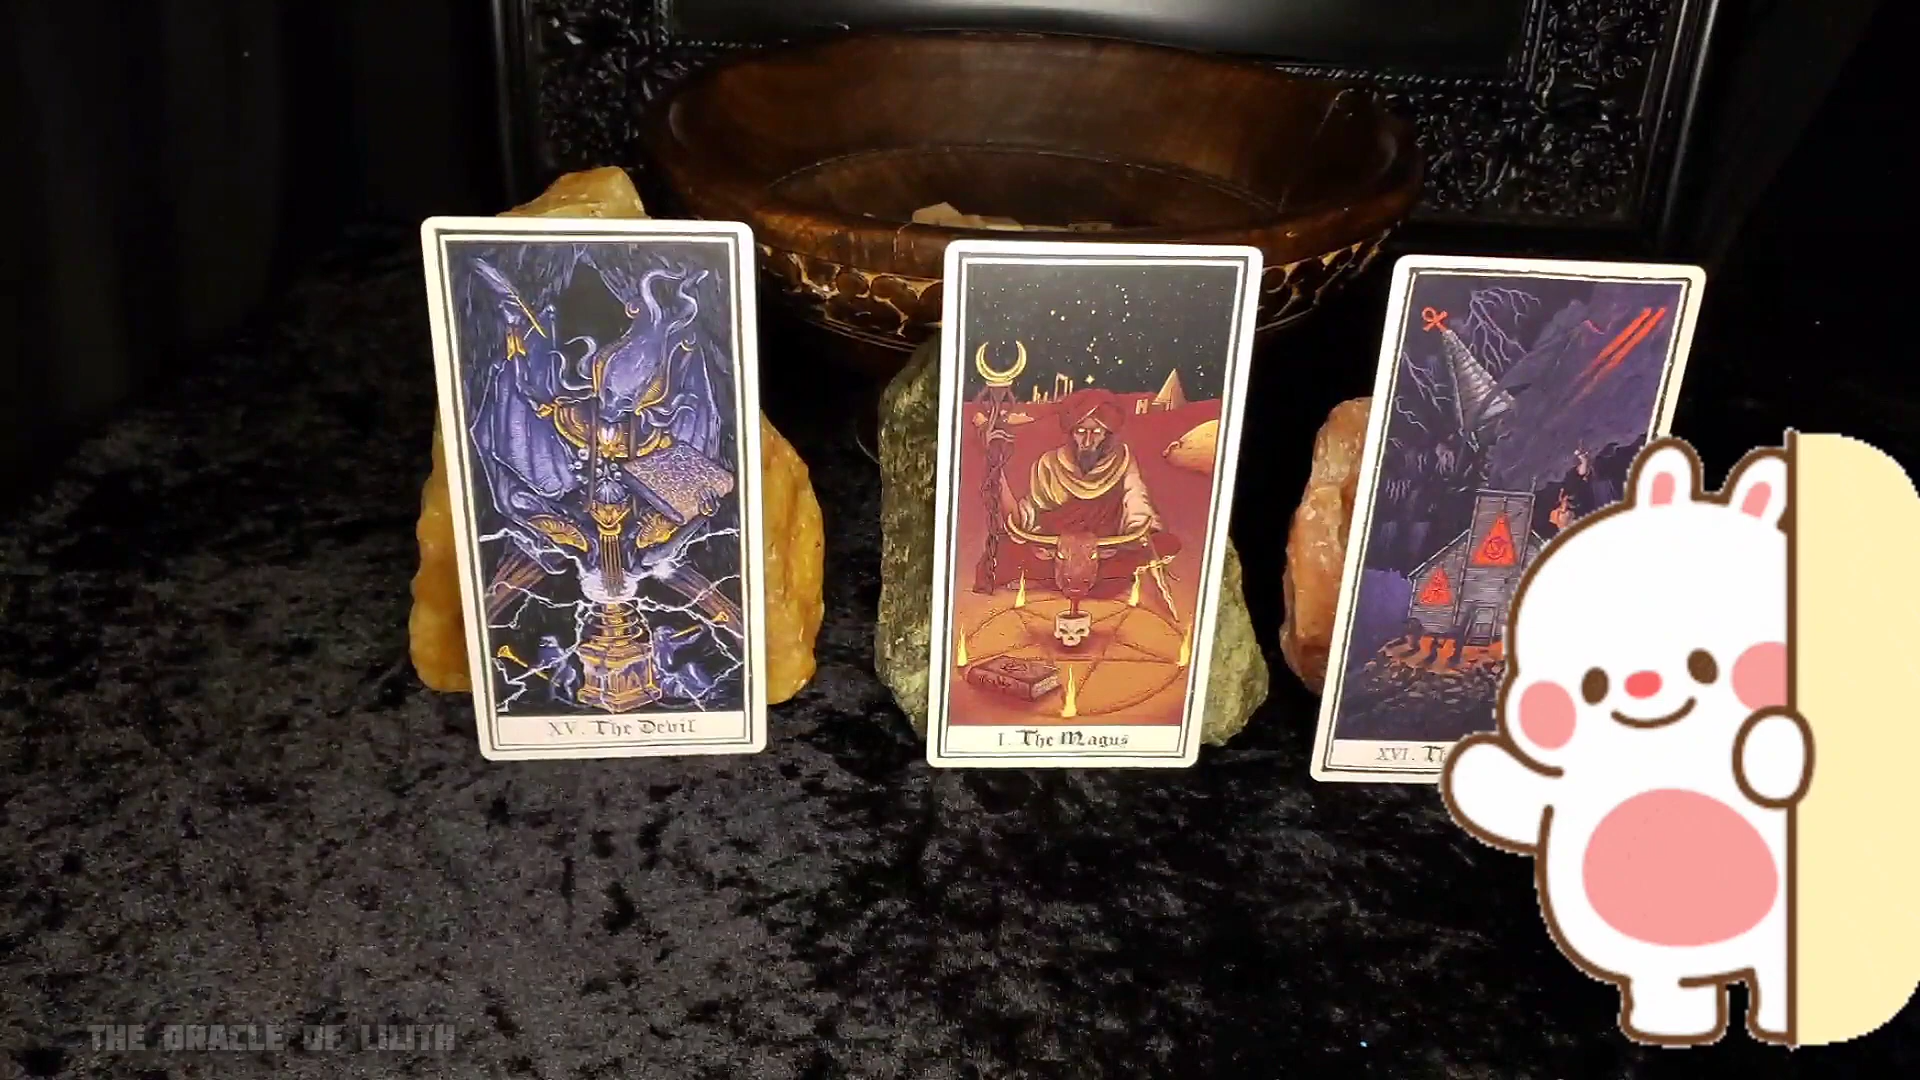 XV. The Devil
I. The Magus
XVI. Th
THE ORACLE OF LILITH